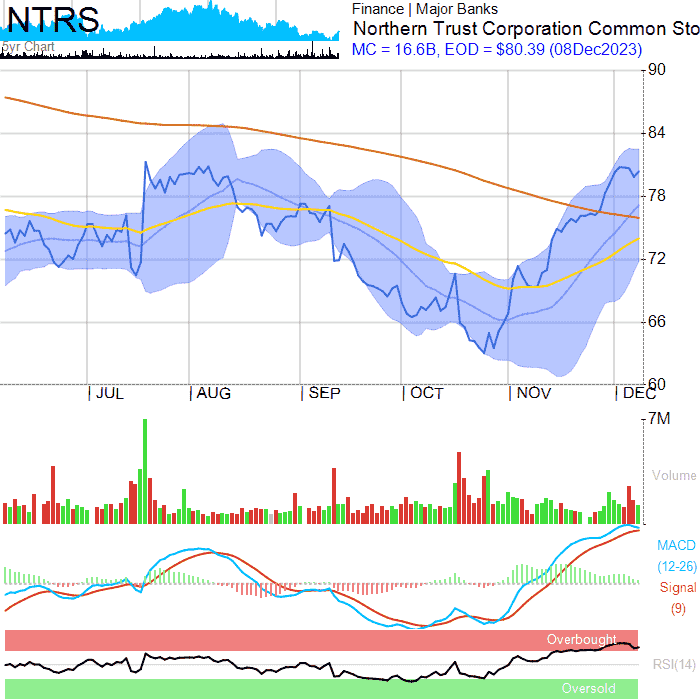 NTRS
5yr Chart
Finance | Major Banks
Northern Trust Corporation Common Sto
MC = 16.6B, EOD = $80.39 (08Dec2023)
90
84
78
72
66
60
JUL
AUG
SEP
OCT
NOV
DEC
7M
Volume
MACD
(12-26)
Signal
(9)
Overbought
RSI(14)
Oversold